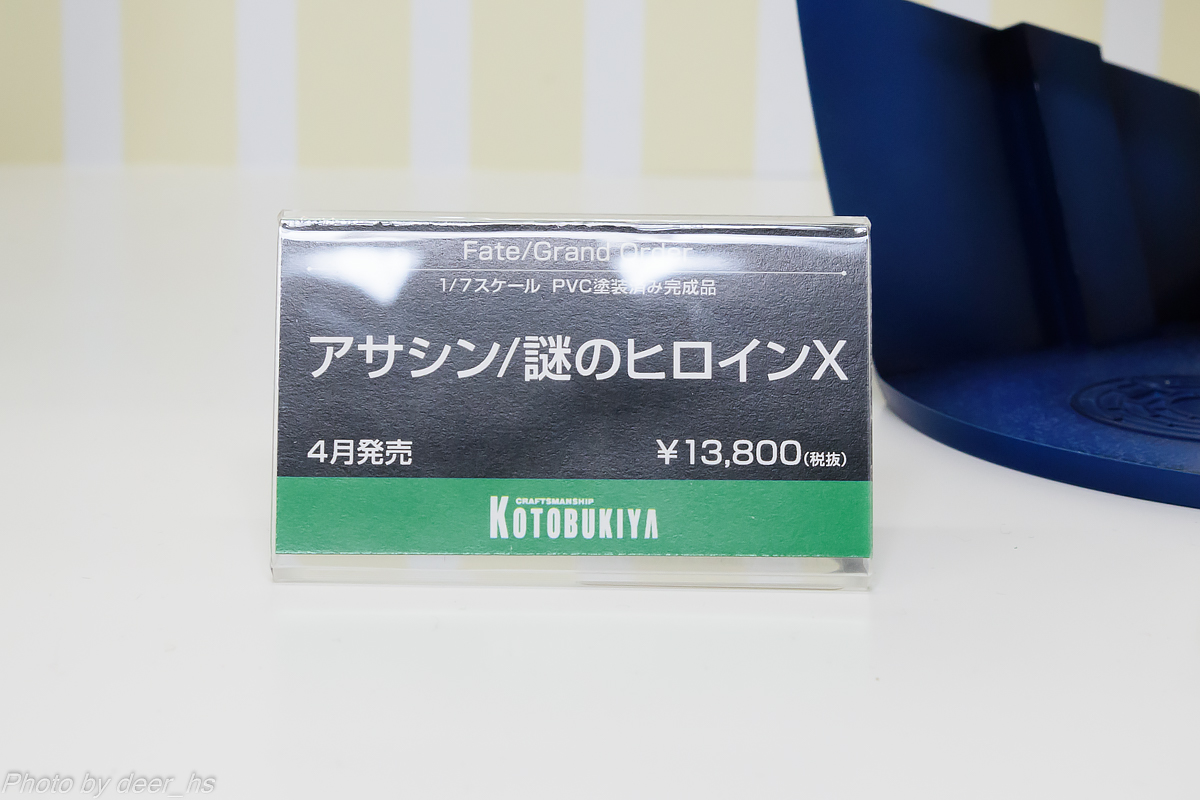 Fate/Grand Order
1/7スケール PVC塗装済み完成品
アサシン/謎のヒロインX
4月発売
¥13,800(税抜)
CRAFTSMANSHIP
KOTOBUKIYA
Photo by deer_hs